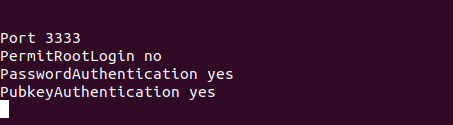 Port 3333
PermitRootLogin no
PasswordAuthentication yes
PubkeyAuthentication yes